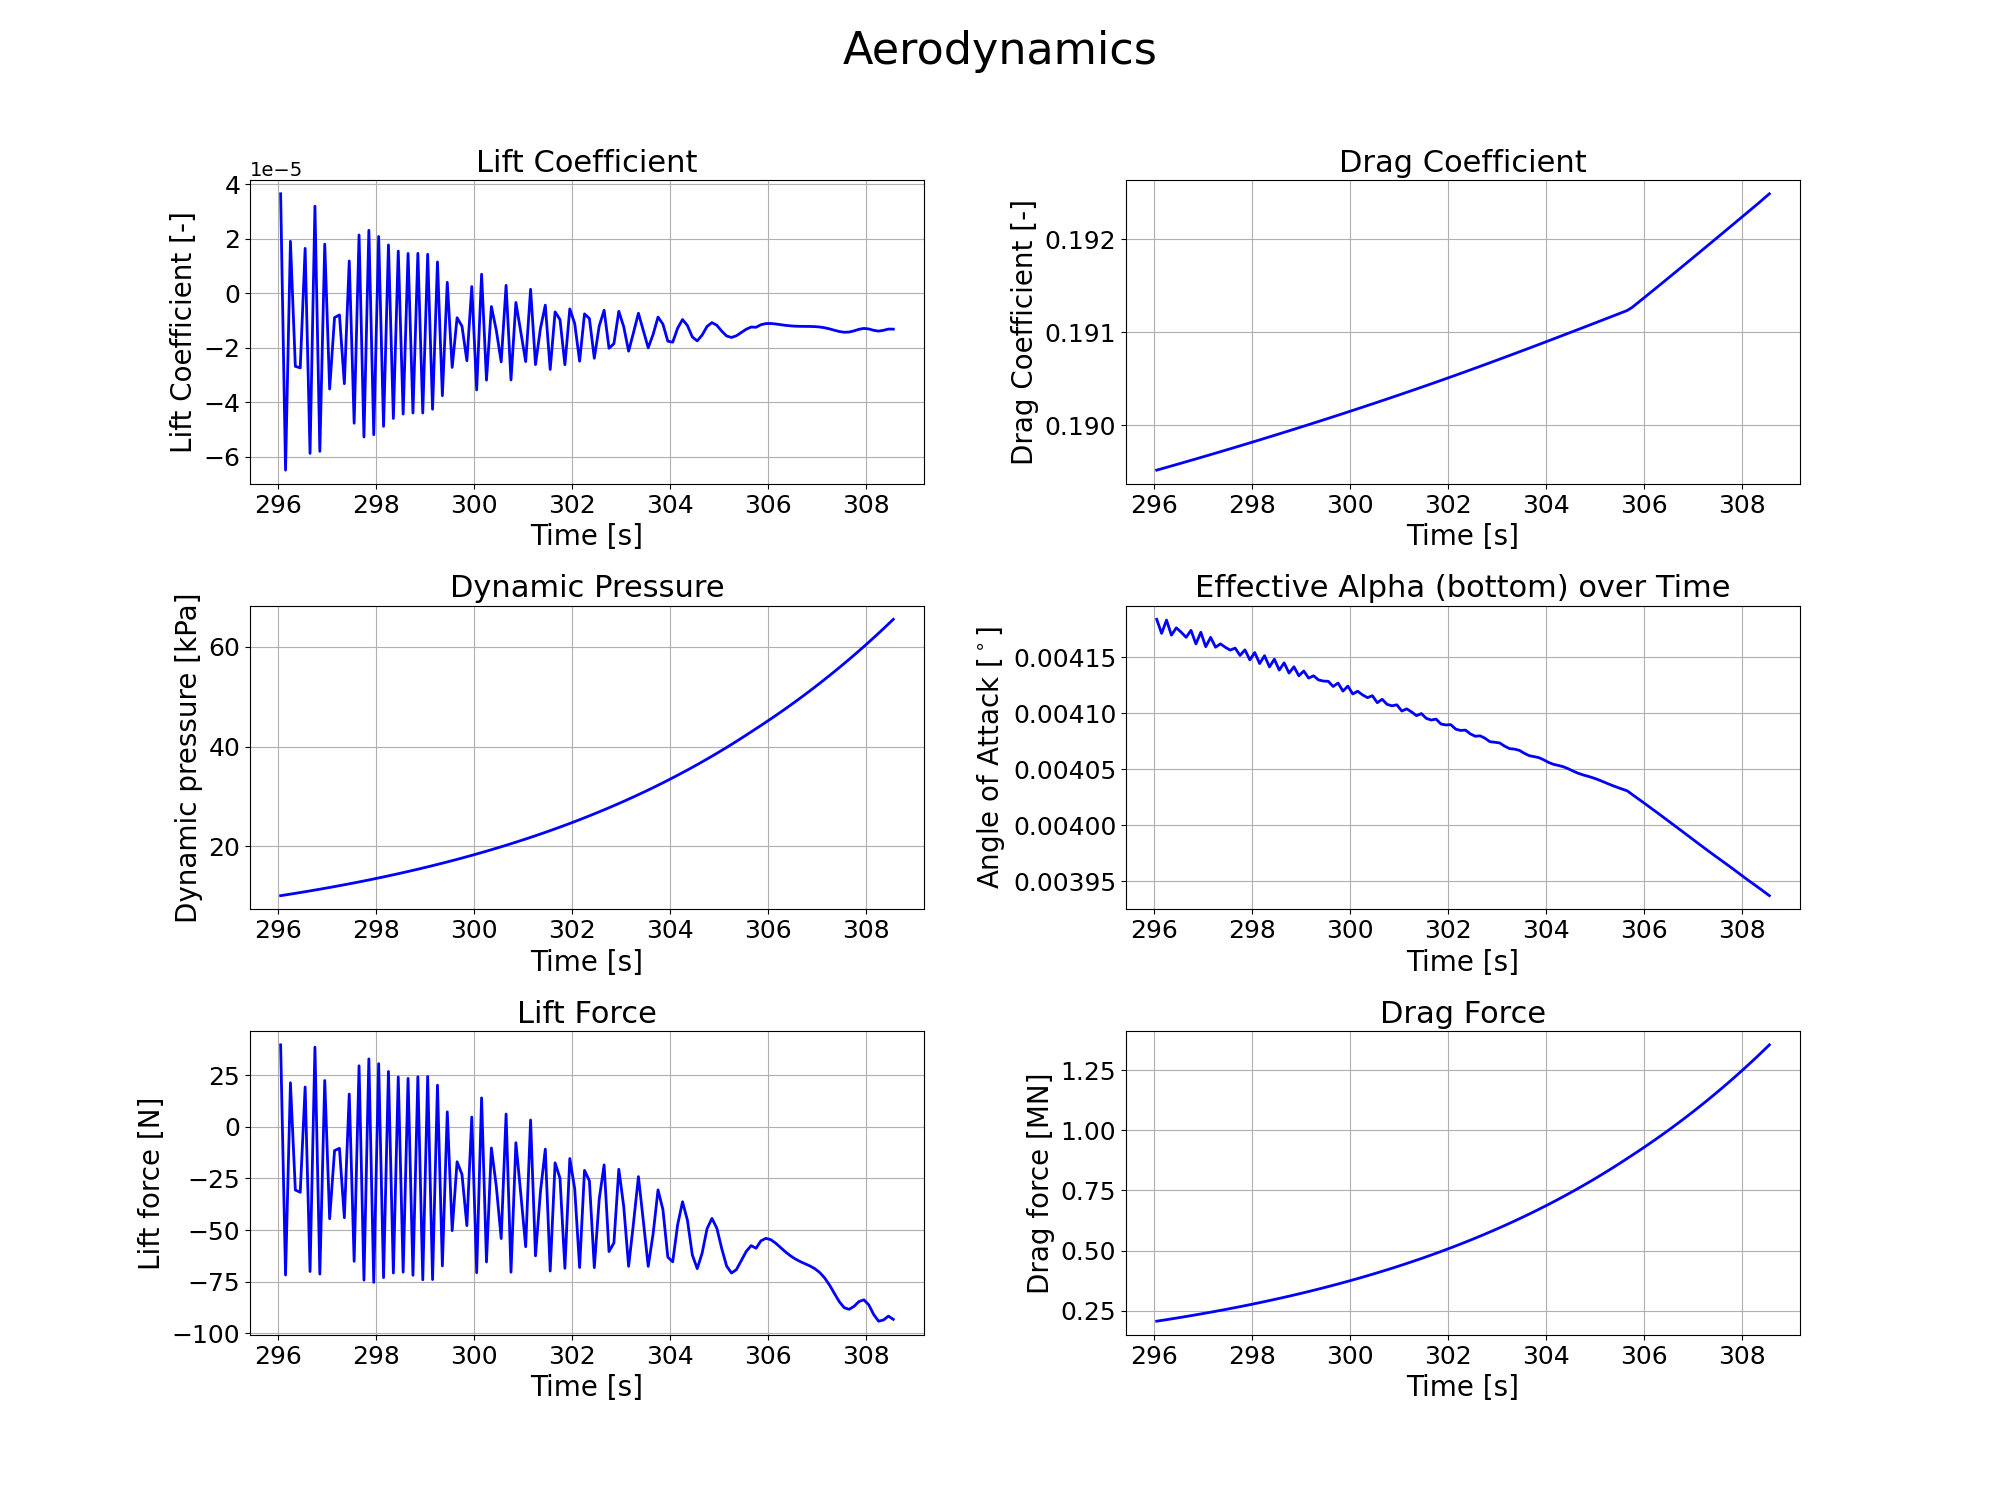 Aerodynamics
Lift Coefficient
1e−5
4
2
0
−2
−4
−6
Lift Coefficient [-]
296 298 300 302 304 306 308
Time [s]
Drag Coefficient
0.192
0.191
0.190
Drag Coefficient [-]
296 298 300 302 304 306 308
Time [s]
Dynamic Pressure
60
40
20
Dynamic pressure [kPa]
296 298 300 302 304 306 308
Time [s]
Effective Alpha (bottom) over Time
0.00415
0.00410
0.00405
0.00400
0.00395
Angle of Attack [°]
296 298 300 302 304 306 308
Time [s]
Lift Force
25
0
−25
−50
−75
−100
Lift force [N]
296 298 300 302 304 306 308
Time [s]
Drag Force
1.25
1.00
0.75
0.50
0.25
Drag force [MN]
296 298 300 302 304 306 308
Time [s]